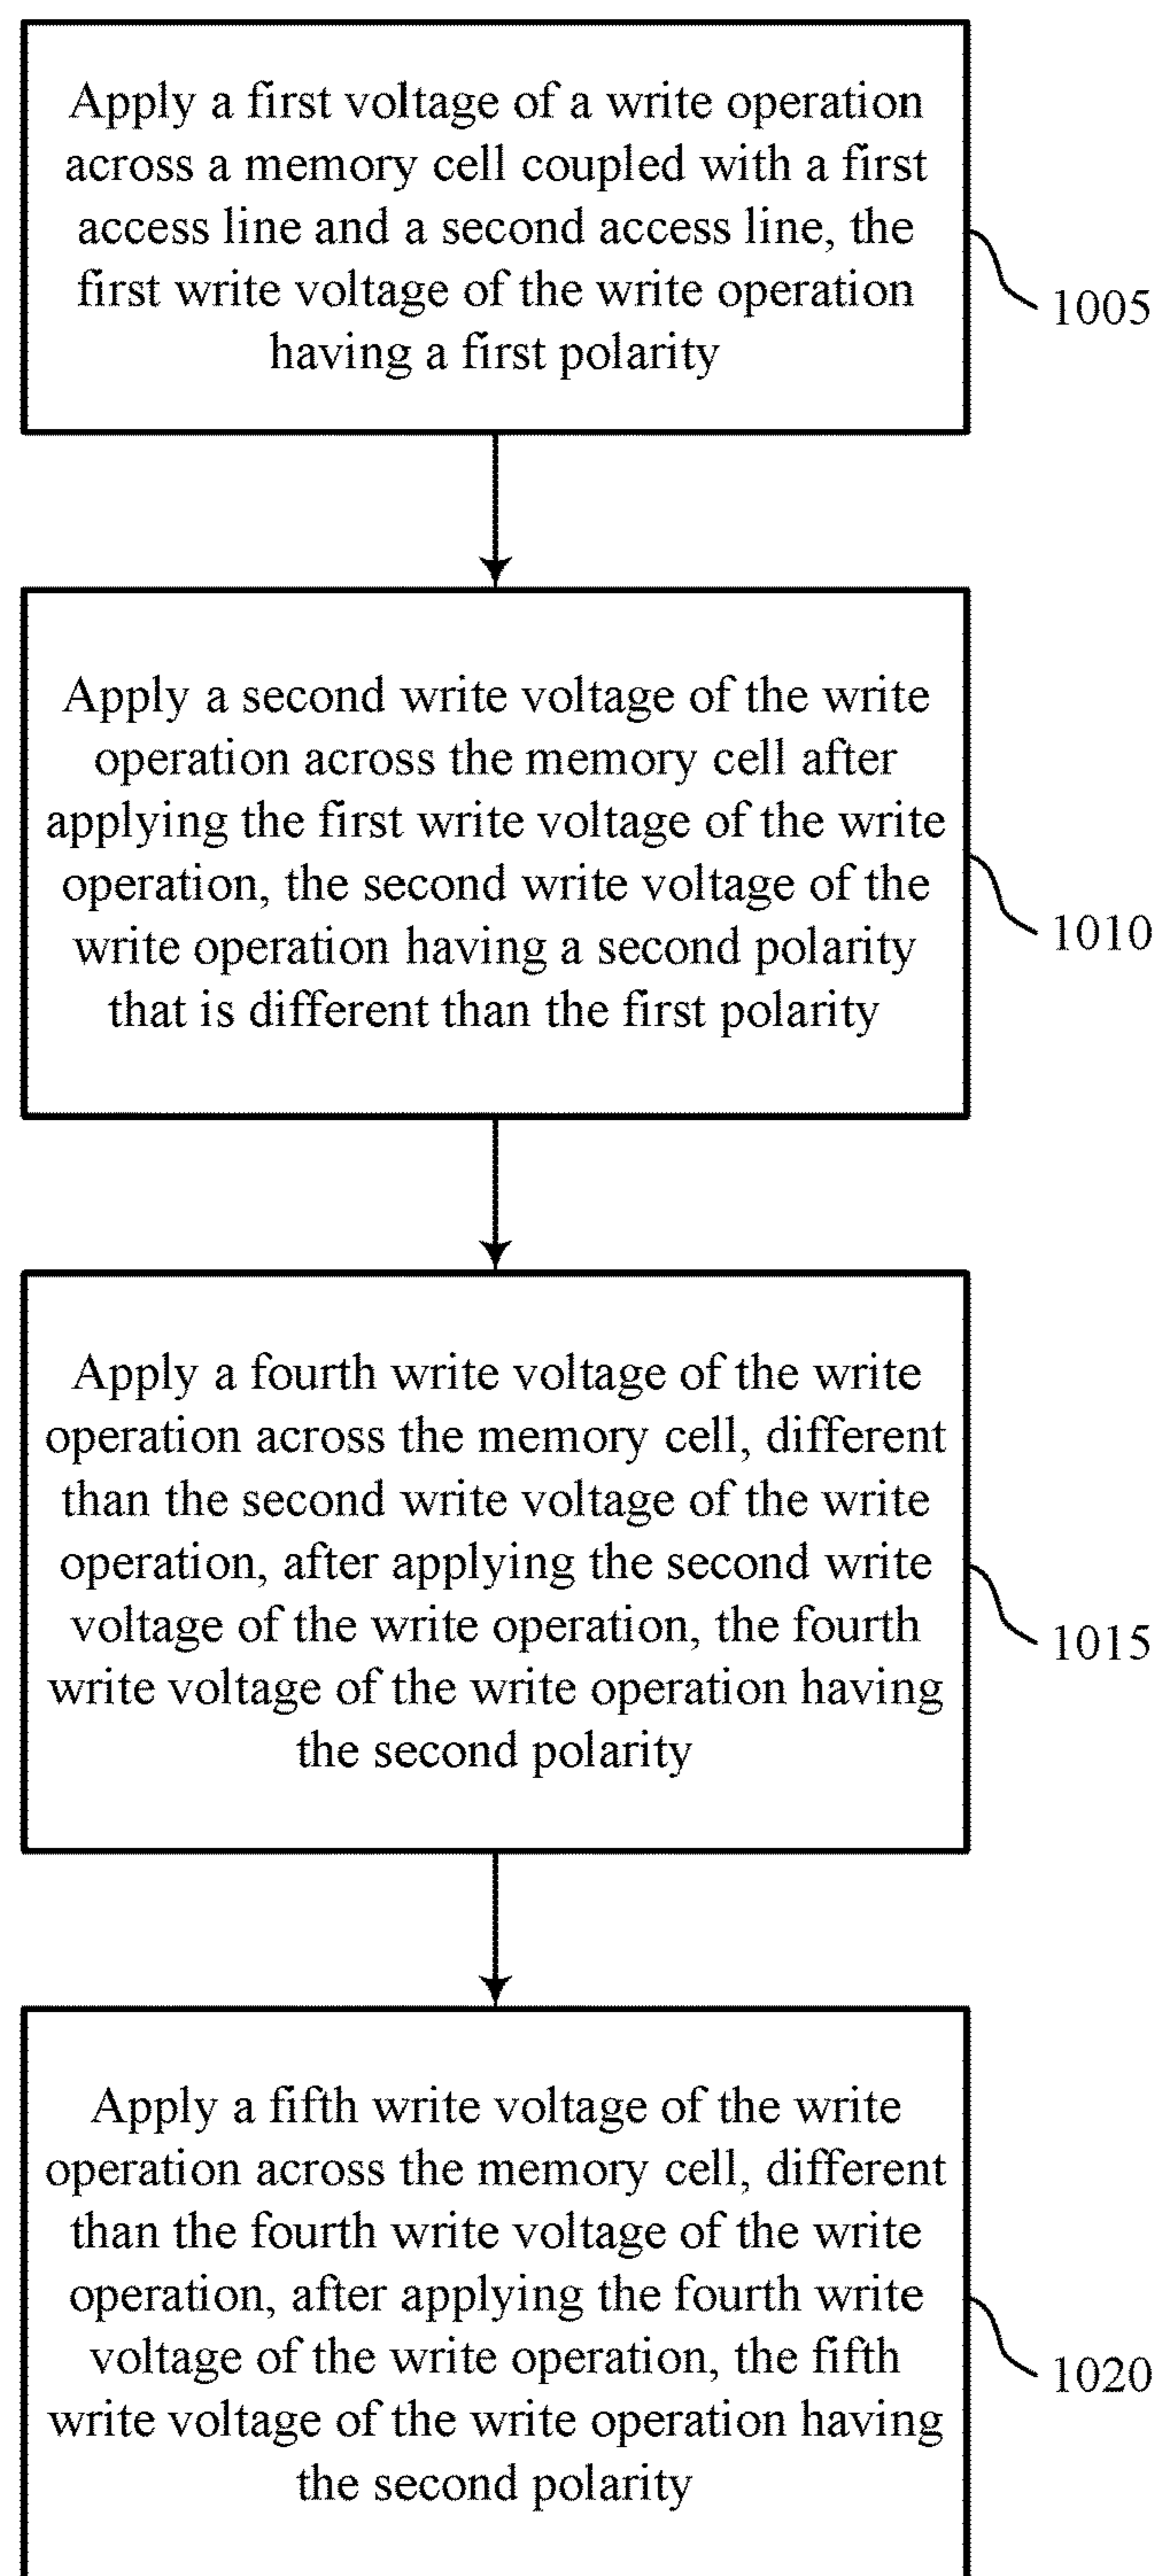 Apply a first voltage of a write operation
across a memory cell coupled with a first
access line and a second access line, the
first write voltage of the write operation
having a first polarity
1005
Apply a second write voltage of the write
operation across the memory cell after
applying the first write voltage of the write
operation, the second write voltage of the
write operation having a second polarity
that is different than the first polarity
1010
Apply a fourth write voltage of the write
operation across the memory cell, different
than the second write voltage of the write
operation, after applying the second write
voltage of the write operation, the fourth
write voltage of the write operation having
the second polarity
1015
Apply a fifth write voltage of the write
operation across the memory cell, different
than the fourth write voltage of the write
operation, after applying the fourth write
voltage of the write operation, the fifth
write voltage of the write operation having
the second polarity
1020